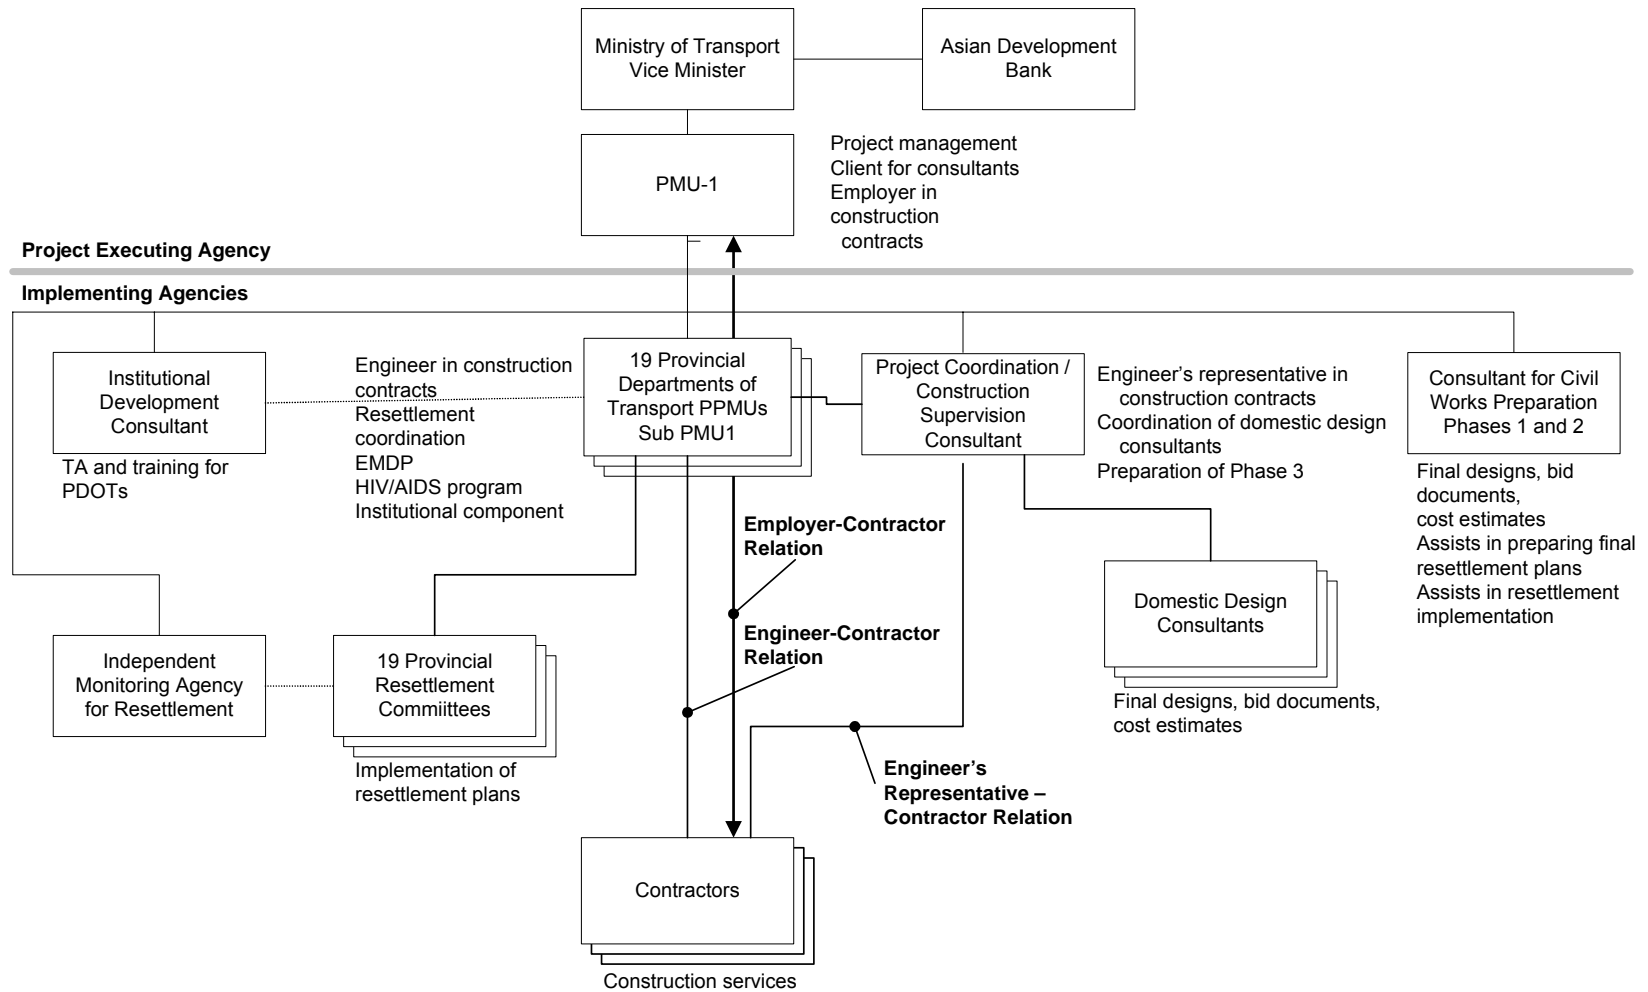 Ministry of Transport
Vice Minister
Asian Development
Bank
PMU-1
Project management
Client for consultants
Employer in
construction
contracts
Project Executing Agency
Implementing Agencies
Institutional
Development
Consultant
TA and training for
PDOTs
Engineer in construction
contracts
Resettlement
coordination
EMDP
HIV/AIDS program
Institutional component
19 Provincial
Departments of
Transport PPMUs
Sub PMU1
Project Coordination /
Construction
Supervision
Consultant
Engineer’s representative in
construction contracts
Coordination of domestic design
consultants
Preparation of Phase 3
Consultant for Civil
Works Preparation
Phases 1 and 2
Final designs, bid
documents,
cost estimates
Assists in preparing final
resettlement plans
Assists in resettlement
implementation
Employer-Contractor
Relation
Engineer-Contractor
Relation
Domestic Design
Consultants
Final designs, bid documents,
cost estimates
Independent
Monitoring Agency
for Resettlement
19 Provincial
Resettlement
Commiittees
Implementation of
resettlement plans
Engineer’s
Representative –
Contractor Relation
Contractors
Construction services